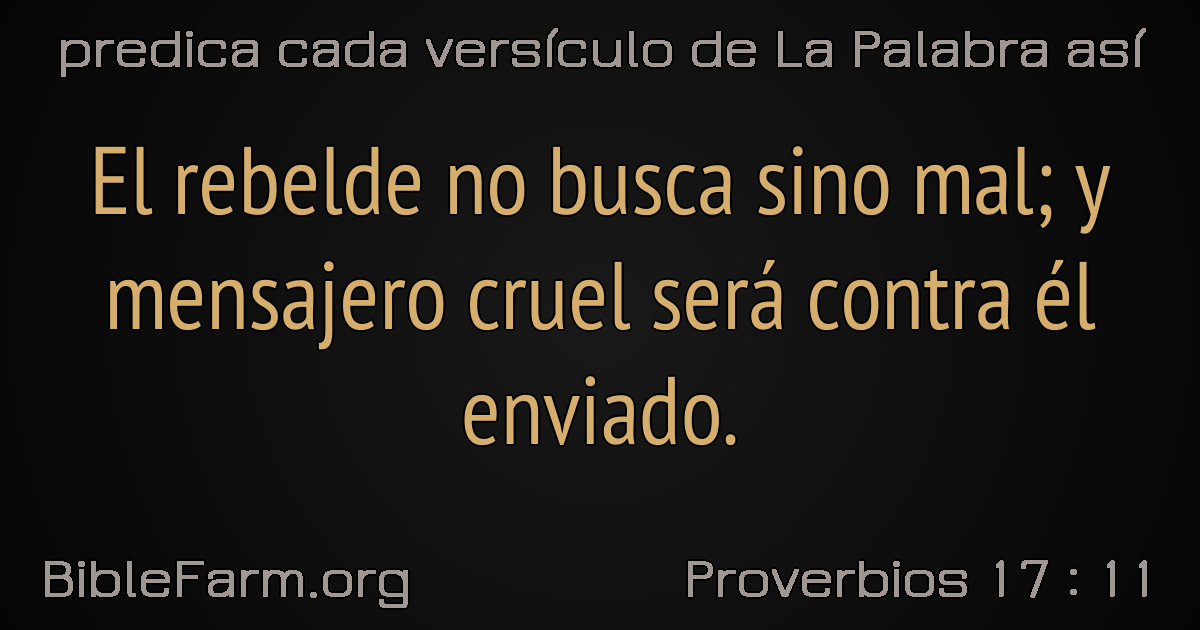 predica cada versículo de La Palabra así
El rebelde no busca sino mal; y
mensajero cruel será contra él
enviado.
BibleFarm.org
Proverbios 17 : 11